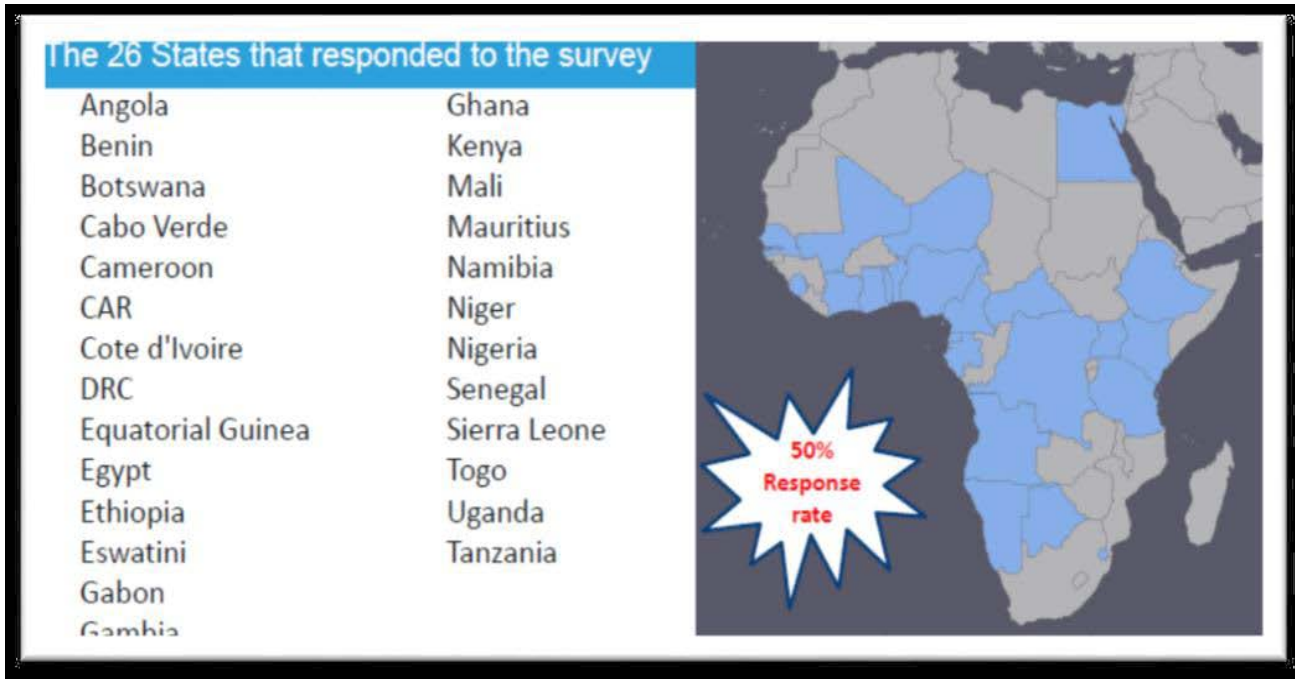 The 26 States that responded to the survey
Angola
Benin
Botswana
Cabo Verde
Cameroon
CAR
Cote d'Ivoire
DRC
Equatorial Guinea
Egypt
Ethiopia
Eswatini
Gabon
Gambia
Ghana
Kenya
Mali
Mauritius
Namibia
Niger
Nigeria
Senegal
Sierra Leone
Togo
Uganda
Tanzania
50%
Response
rate